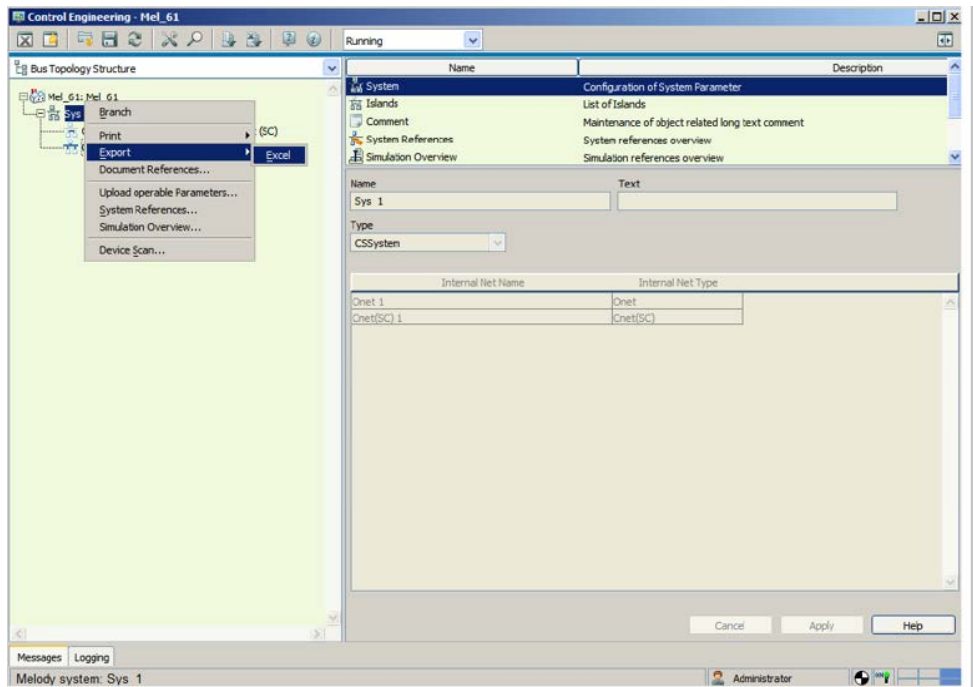 Control Engineering - Mel_61
Running
Bus Topology Structure
Mel_61: Mel_61
Sys
(SC)
Branch
Print
Export
Excel
Document References...
Upload operable Parameters...
System References...
Simulation Overview...
Device Scan...
Name Description
System Configuration of System Parameter
Islands List of Islands
Comment Maintenance of object related long text comment
System References System references overview
Simulation Overview Simulation references overview
Name Text
Sys 1
Type
CSSystem
Internal Net Name Internal Net Type
Onet 1 Onet
Cnet(SC) 1 Cnet(SC)
Cancel Apply Help
Messages Logging
Melody system: Sys 1 Administrator